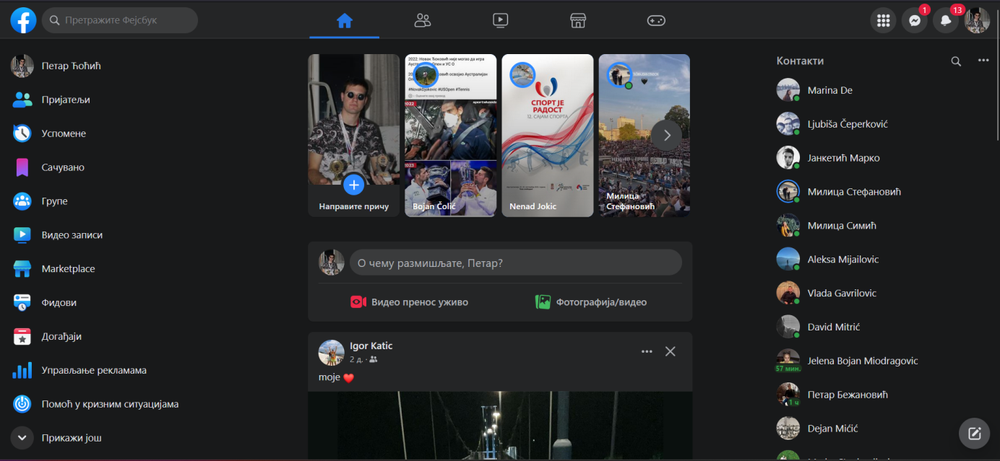 Претражите Фејсбук
1
13
Петар Ћоћић
Пријатељи
Успомене
Сачувано
Групе
Видео записи
Marketplace
Фидови
Догађаји
Управљање рекламама
Помоћ у кризним ситуацијама
Прикажи још
Направите причу
2022: Новак Ђоковић није могао да игра
Опен и УС О
#NovakDjokovic #USOpen #Tennis
2022
2023
Bojan Čolić
СПОРТ ЈЕ
РАДОСТ
12. САЈАМ СПОРТА
Nenad Jokic
Милица
Стефановић
О чему размишљате, Петар?
Видео пренос уживо
Фотографија/видео
Igor Katic
2 д. ·
moje
Контакти
Marina De
Ljubiša Čeperković
Јанкетић Марко
Милица Стефановић
Милица Симић
Aleksa Mijailovic
Vlada Gavrilovic
David Mitrić
Jelena Bojan Miodragovic
57 мин.
Петар Бежановић
1 ч
Dejan Mićić